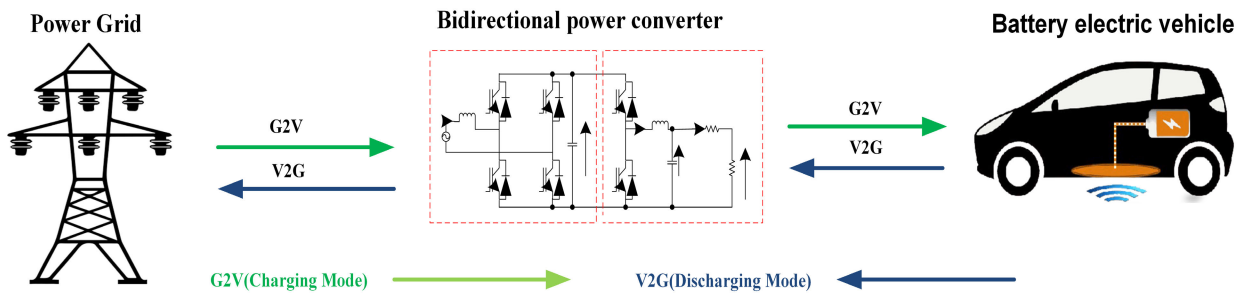 Power Grid
Bidirectional power converter
Battery electric vehicle
G2V
V2G
G2V
V2G
G2V(Charging Mode)
V2G(Discharging Mode)